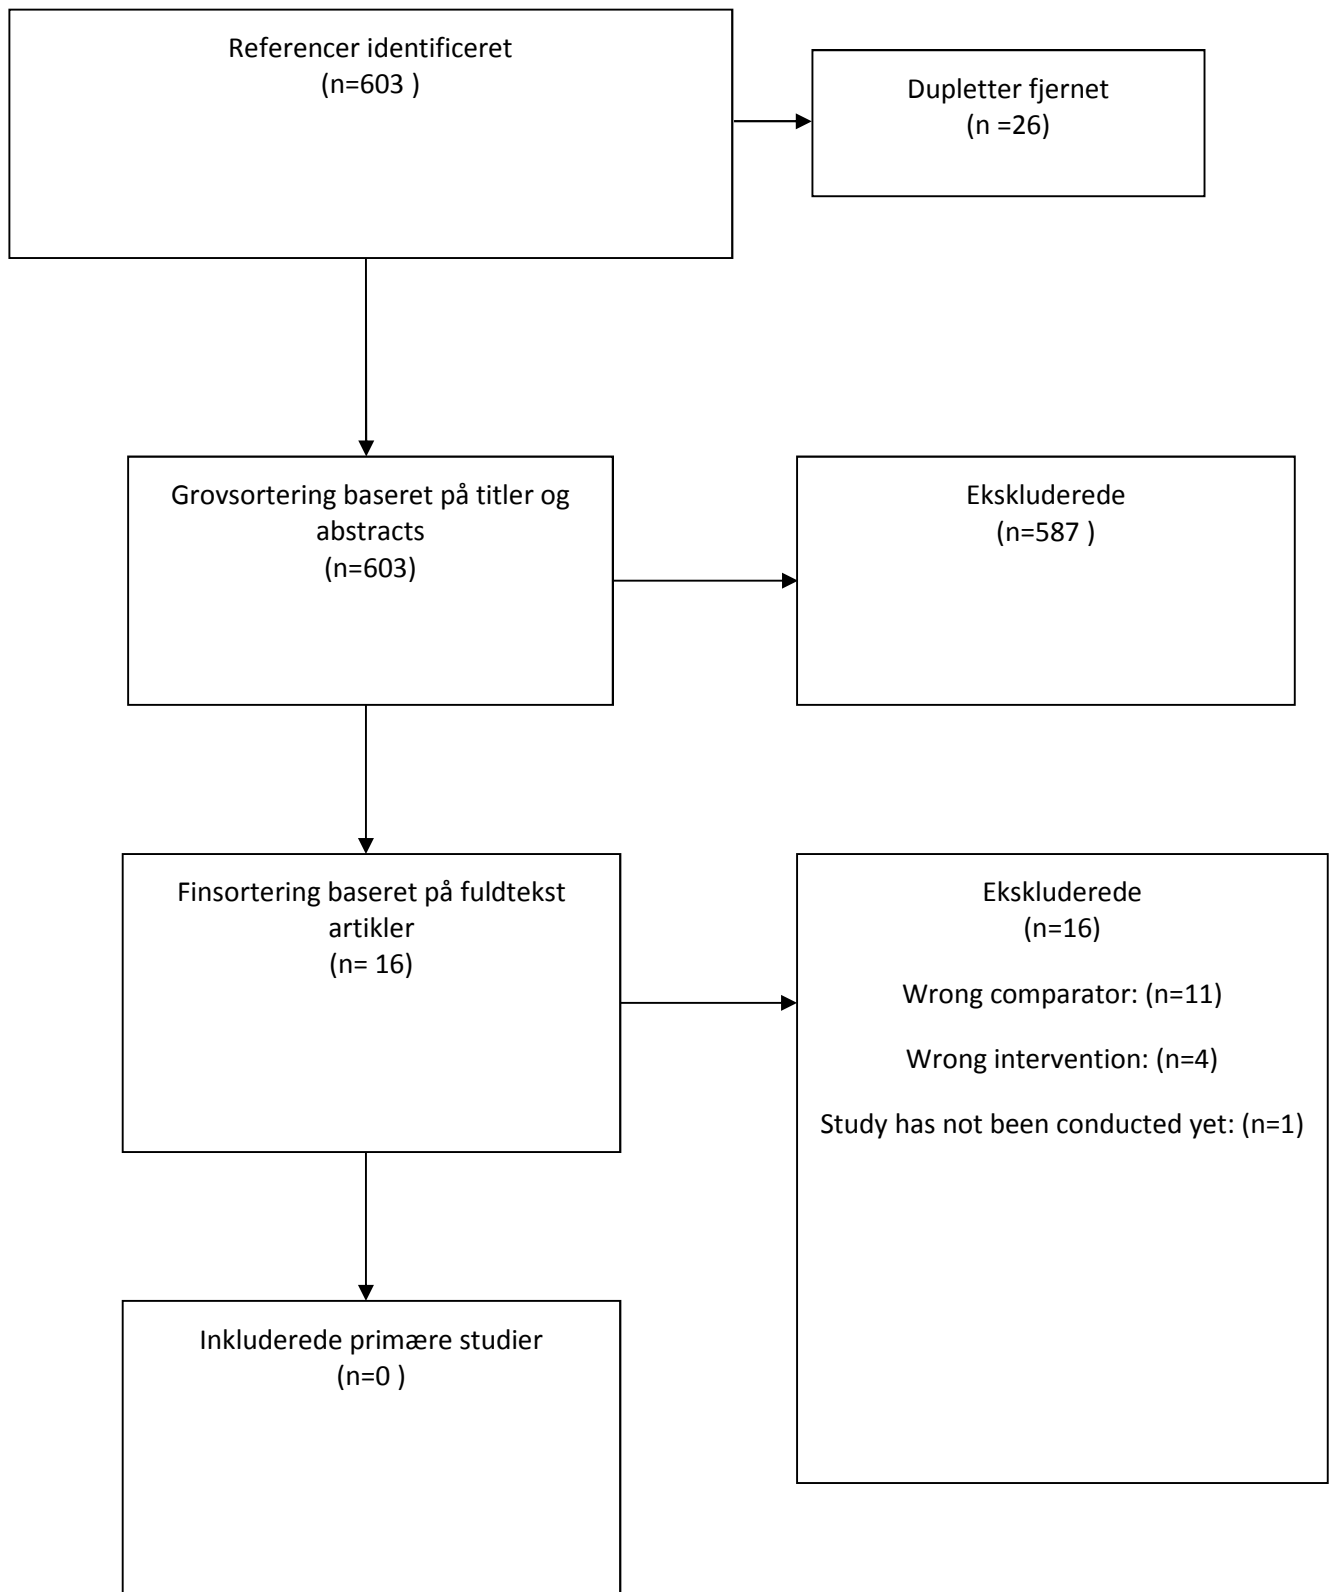 Referencer identificeret
(n=603 )
Dupletter fjernet
(n =26)
Grovsortering baseret på titler og
abstracts
(n=603)
Ekskluderede
(n=587 )
Finsortering baseret på fuldtekst
artikler
(n= 16)
Ekskluderede
(n=16)
Wrong comparator: (n=11)
Wrong intervention: (n=4)
Study has not been conducted yet: (n=1)
Inkluderede primære studier
(n=0 )